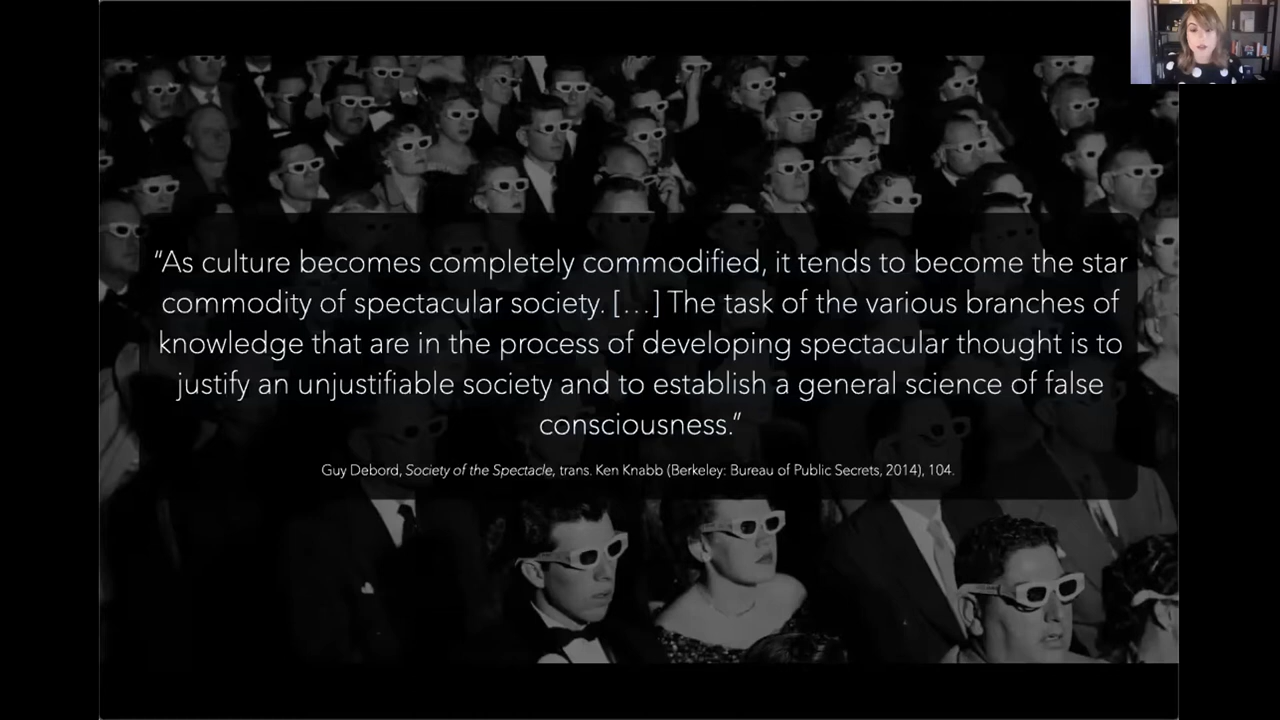 “As culture becomes completely commodified, it tends to become the star
commodity of spectacular society. […] The task of the various branches of
knowledge that are in the process of developing spectacular thought is to
justify an unjustifiable society and to establish a general science of false
consciousness.”
Guy Debord, Society of the Spectacle, trans. Ken Knabb (Berkeley: Bureau of Public Secrets, 2014), 104.